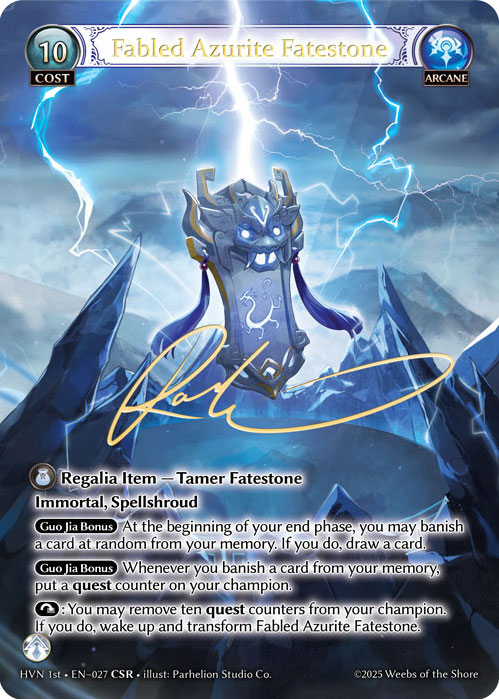 10
COST
Fabled Azurite Fatestone
ARCANE
Regalia Item — Tamer Fatestone
Immortal, Spellshroud
Guo Jia Bonus At the beginning of your end phase, you may banish
a card at random from your memory. If you do, draw a card.
Guo Jia Bonus Whenever you banish a card from your memory,
put a quest counter on your champion.
: You may remove ten quest counters from your champion.
If you do, wake up and transform Fabled Azurite Fatestone.
HVN 1st • EN-027 CSR • illust: Parhelion Studio Co.
©2025 Weebs of the Shore